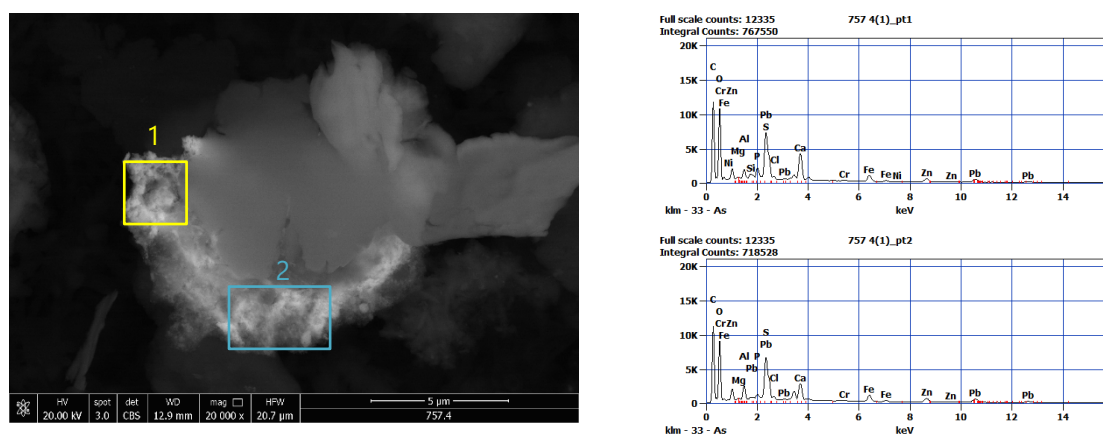 1
2
HV spot det WD mag HFW
20.00 kV 3.0 CBS 12.9 mm 20 000 x 20.7 µm
5 µm
757.4
Full scale counts: 12335 757 4(1)_pt1
Integral Counts: 767550
20K
15K
10K
5K
0
C
O
CrZn
Fe
Ni
Mg
Al
Si
P
Pb
S
Cl
Pb
Ca
Cr
Fe
Fe
Ni
Zn
Zn
Pb
Pb
0 2 4 6 8 10 12 14
klm - 33 - As keV
Full scale counts: 12335 757 4(1)_pt2
Integral Counts: 718528
20K
15K
10K
5K
0
C
O
CrZn
Fe
Mg
Al
P
Pb
S
Pb
Cl
Pb
Ca
Cr
Fe
Fe
Zn
Zn
Pb
Pb
0 2 4 6 8 10 12 14
klm - 33 - As keV